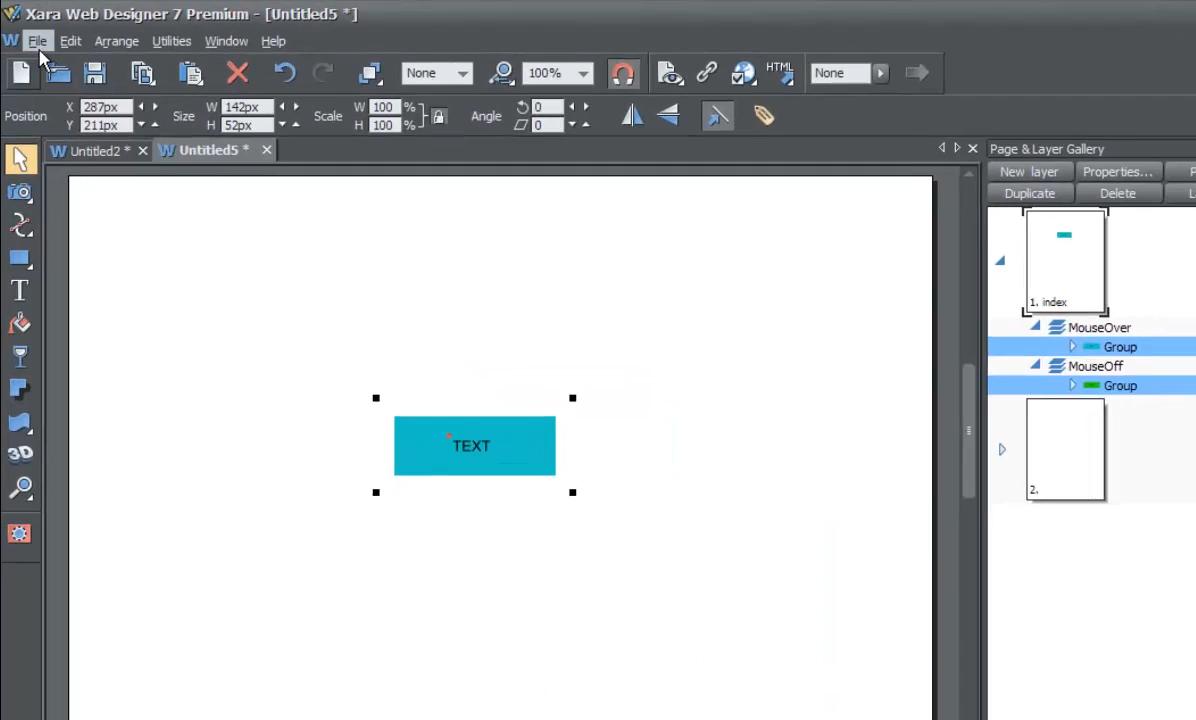 Xara Web Designer 7 Premium - [Untitled5 *]
W File Edit Arrange Utilities Window Help
None 100% HTML None
Position X 287px Y 211px Size W 142px H 52px Scale W 100 % H 100 % Angle 0 0
W Untitled2 * W Untitled5 *
Page & Layer Gallery
New layer Properties...
Duplicate Delete
T
3D
TEXT
1. index
MouseOver
Group
MouseOff
Group
2.